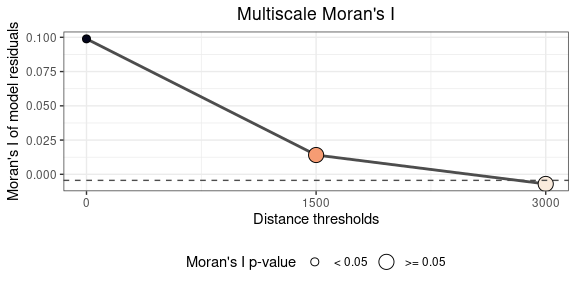 Multiscale Moran's I
Moran's I of model residuals
0.100
0.075
0.050
0.025
0.000
0
1500
3000
Distance thresholds
Moran's I p-value
< 0.05
>= 0.05